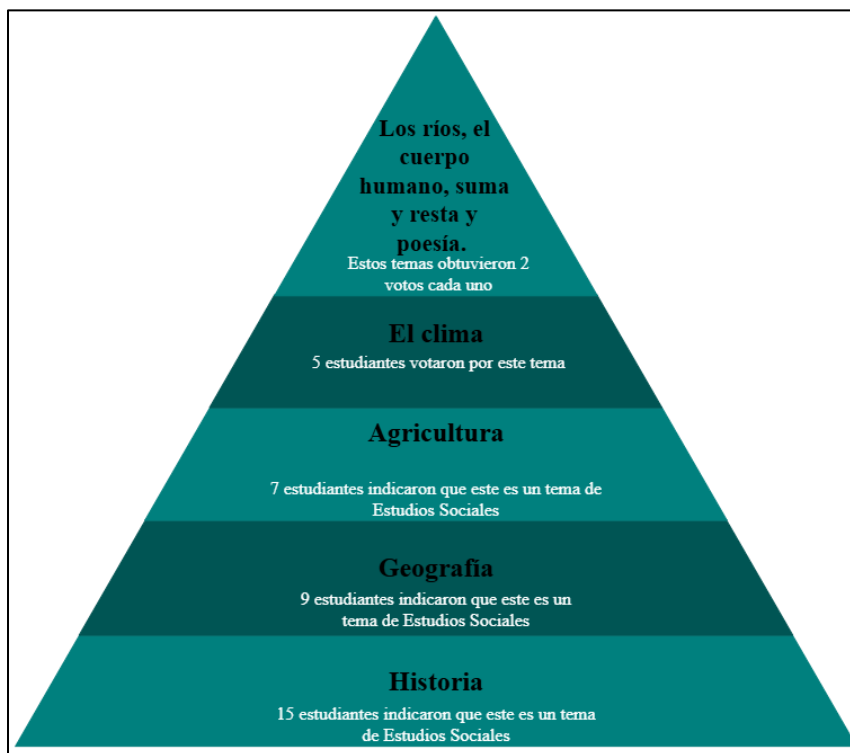 Los ríos, el
cuerpo
humano, suma
y resta y
poesía.
Estos temas obtuvieron 2
votos cada uno
El clima
5 estudiantes votaron por este tema
Agricultura
7 estudiantes indicaron que este es un tema de
Estudios Sociales
Geografía
9 estudiantes indicaron que este es un
tema de Estudios Sociales
Historia
15 estudiantes indicaron que este es un tema
de Estudios Sociales